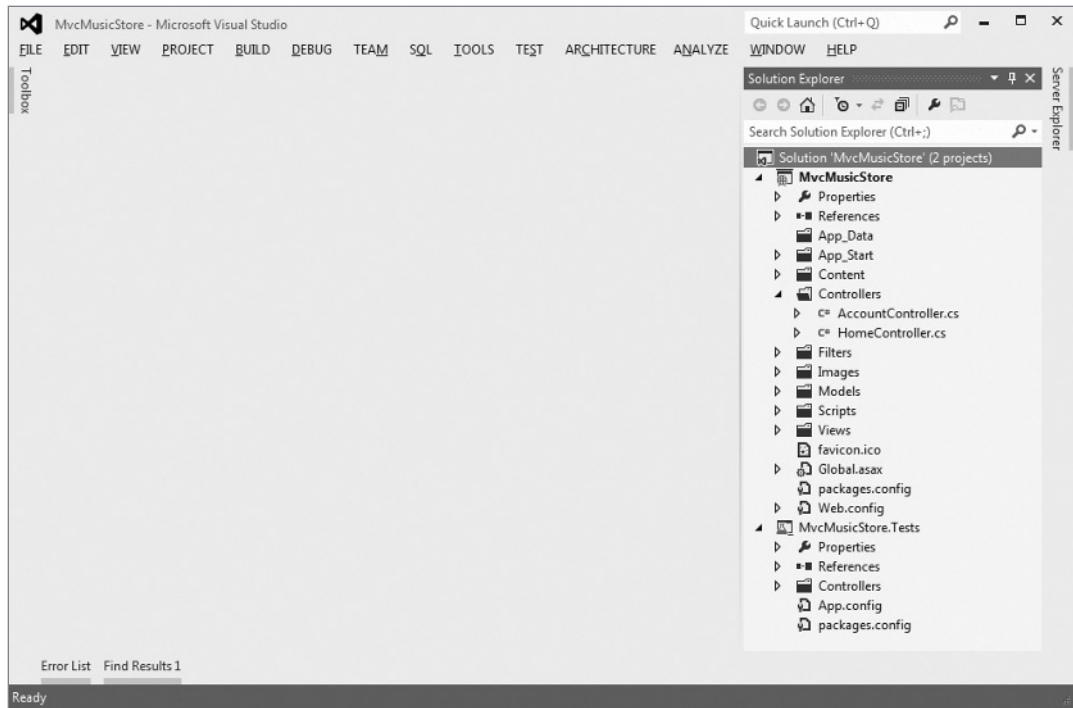 MvcMusicStore - Microsoft Visual Studio
Quick Launch (Ctrl+Q)
FILE EDIT VIEW PROJECT BUILD DEBUG TEAM SQL TOOLS TEST ARCHITECTURE ANALYZE WINDOW HELP
Toolbox
Solution Explorer
Server Explorer
Search Solution Explorer (Ctrl+;)
Solution 'MvcMusicStore' (2 projects)
MvcMusicStore
Properties
References
App_Data
App_Start
Content
Controllers
C# AccountController.cs
C# HomeController.cs
Filters
Images
Models
Scripts
Views
favicon.ico
Global.asax
packages.config
Web.config
MvcMusicStore.Tests
Properties
References
Controllers
App.config
packages.config
Error List Find Results 1
Ready